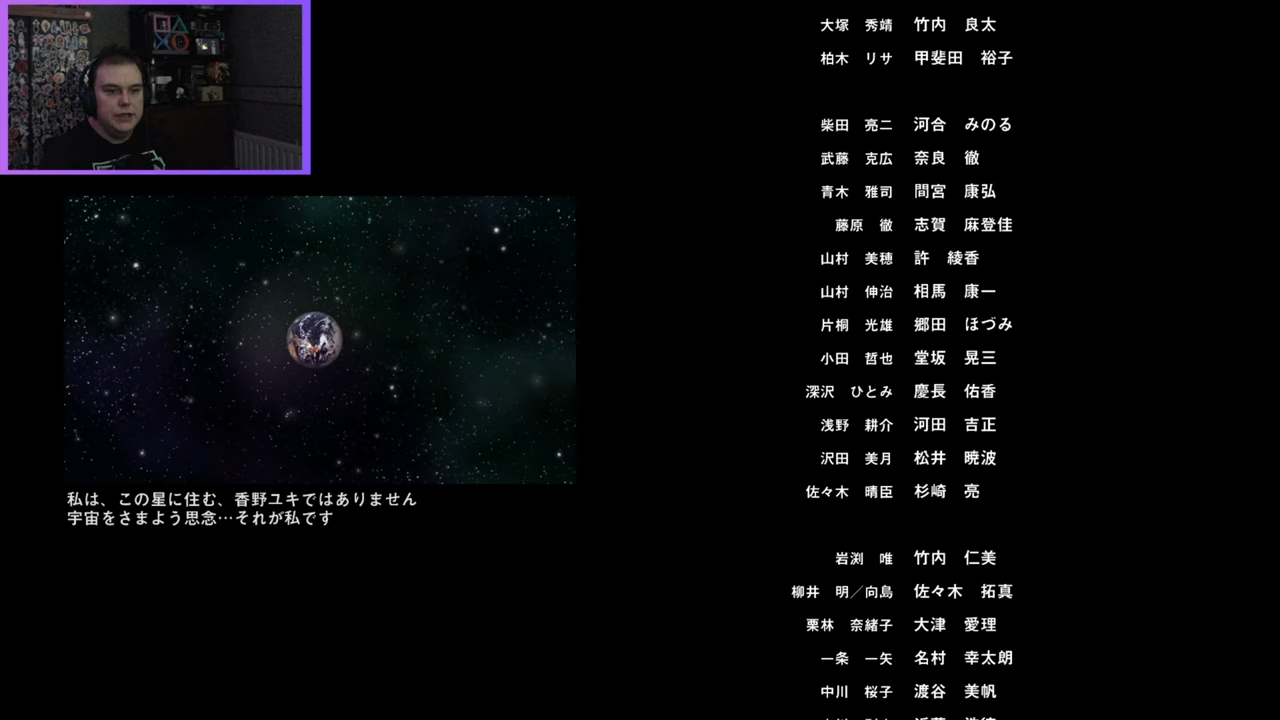 大塚　秀靖　竹内　良太
柏木　リサ　甲斐田　裕子
柴田　亮二　河合　みのる
武藤　克広　奈良　徹
青木　雅司　間宮　康弘
藤原　徹　志賀　麻登佳
山村　美穂　許　綾香
山村　伸治　相馬　康一
片桐　光雄　郷田　ほづみ
小田　哲也　堂坂　晃三
深沢　ひとみ　慶長　佑香
浅野　耕介　河田　吉正
沢田　美月　松井　暁波
佐々木　晴臣　杉崎　亮
私は、この星に住む、香野ユキではありません
宇宙をさまよう思念…それが私です
岩渕　唯　竹内　仁美
柳井　明／向島　佐々木　拓真
栗林　奈緒子　大津　愛理
一条　一矢　名村　幸太朗
中川　桜子　渡谷　美帆